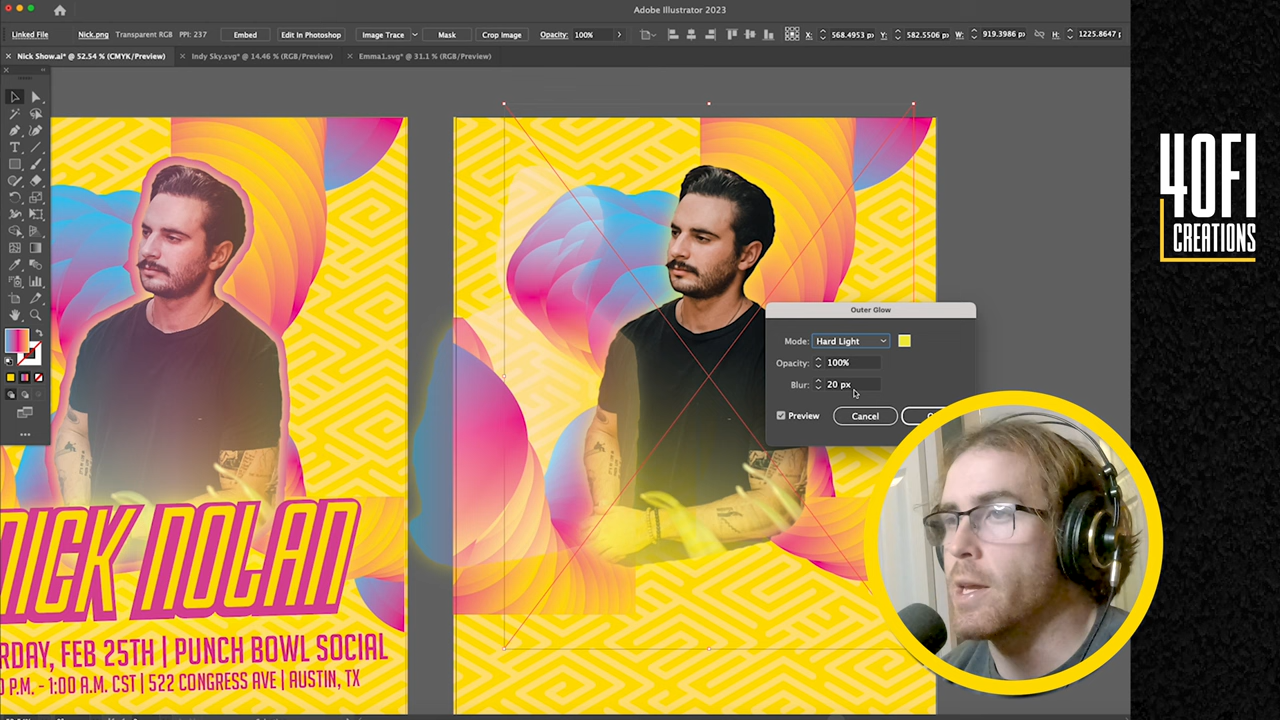 Adobe Illustrator 2023
Linked File Nick.png Transparent RGB PPI: 237 Embed Edit in Photoshop Image Trace Mask Crop Image Opacity: 100% X: 568.4953 px Y: 582.5506 px W: 919.3986 px H: 1225.8647 p
× Nick Show.ai* @ 52.54 % (CMYK/Preview) × Indy Sky.svg* @ 14.46 % (RGB/Preview) × Emma1.svg* @ 31.1 % (RGB/Preview)
4OFI
CREATIONS
Outer Glow
Mode: Hard Light
Opacity: 100%
Blur: 20 px
Preview Cancel
NICK NOLAN
RDAY, FEB 25TH | PUNCH BOWL SOCIAL
0 P.M. - 1:00 A.M. CST | 522 CONGRESS AVE | AUSTIN, TX